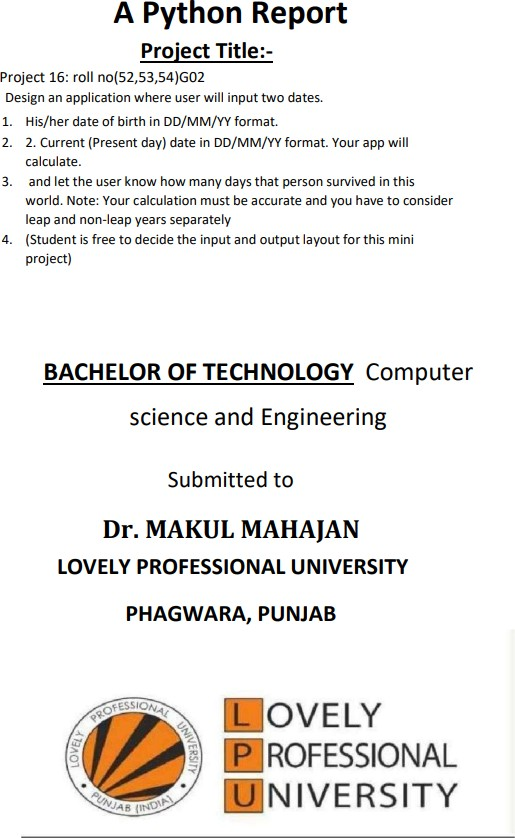 A Python Report
Project Title:-
Project 16: roll no(52,53,54)G02
Design an application where user will input two dates.
1. His/her date of birth in DD/MM/YY format.
2. 2. Current (Present day) date in DD/MM/YY format. Your app will
calculate.
3. and let the user know how many days that person survived in this
world. Note: Your calculation must be accurate and you have to consider
leap and non-leap years separately
4. (Student is free to decide the input and output layout for this mini
project)
BACHELOR OF TECHNOLOGY Computer
science and Engineering
Submitted to
Dr. MAKUL MAHAJAN
LOVELY PROFESSIONAL UNIVERSITY
PHAGWARA, PUNJAB
LOVELY PROFESSIONAL UNIVERSITY
PUNJAB (INDIA)
LOVELY
PROFESSIONAL
UNIVERSITY